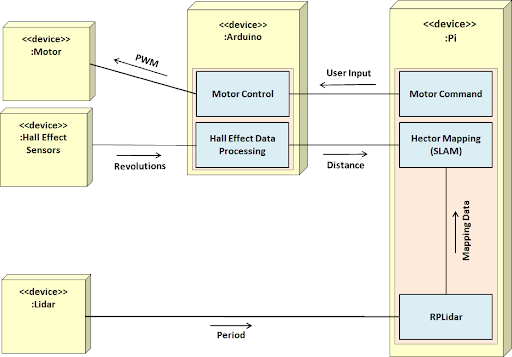 <<device>>
:Motor
PWM
<<device>>
:Arduino
<<device>>
:Pi
User Input
Motor Control
Motor Command
<<device>>
:Hall Effect
Sensors
Revolutions
Hall Effect Data
Processing
Distance
Hector Mapping
(SLAM)
Mapping Data
<<device>>
:Lidar
Period
RPLidar